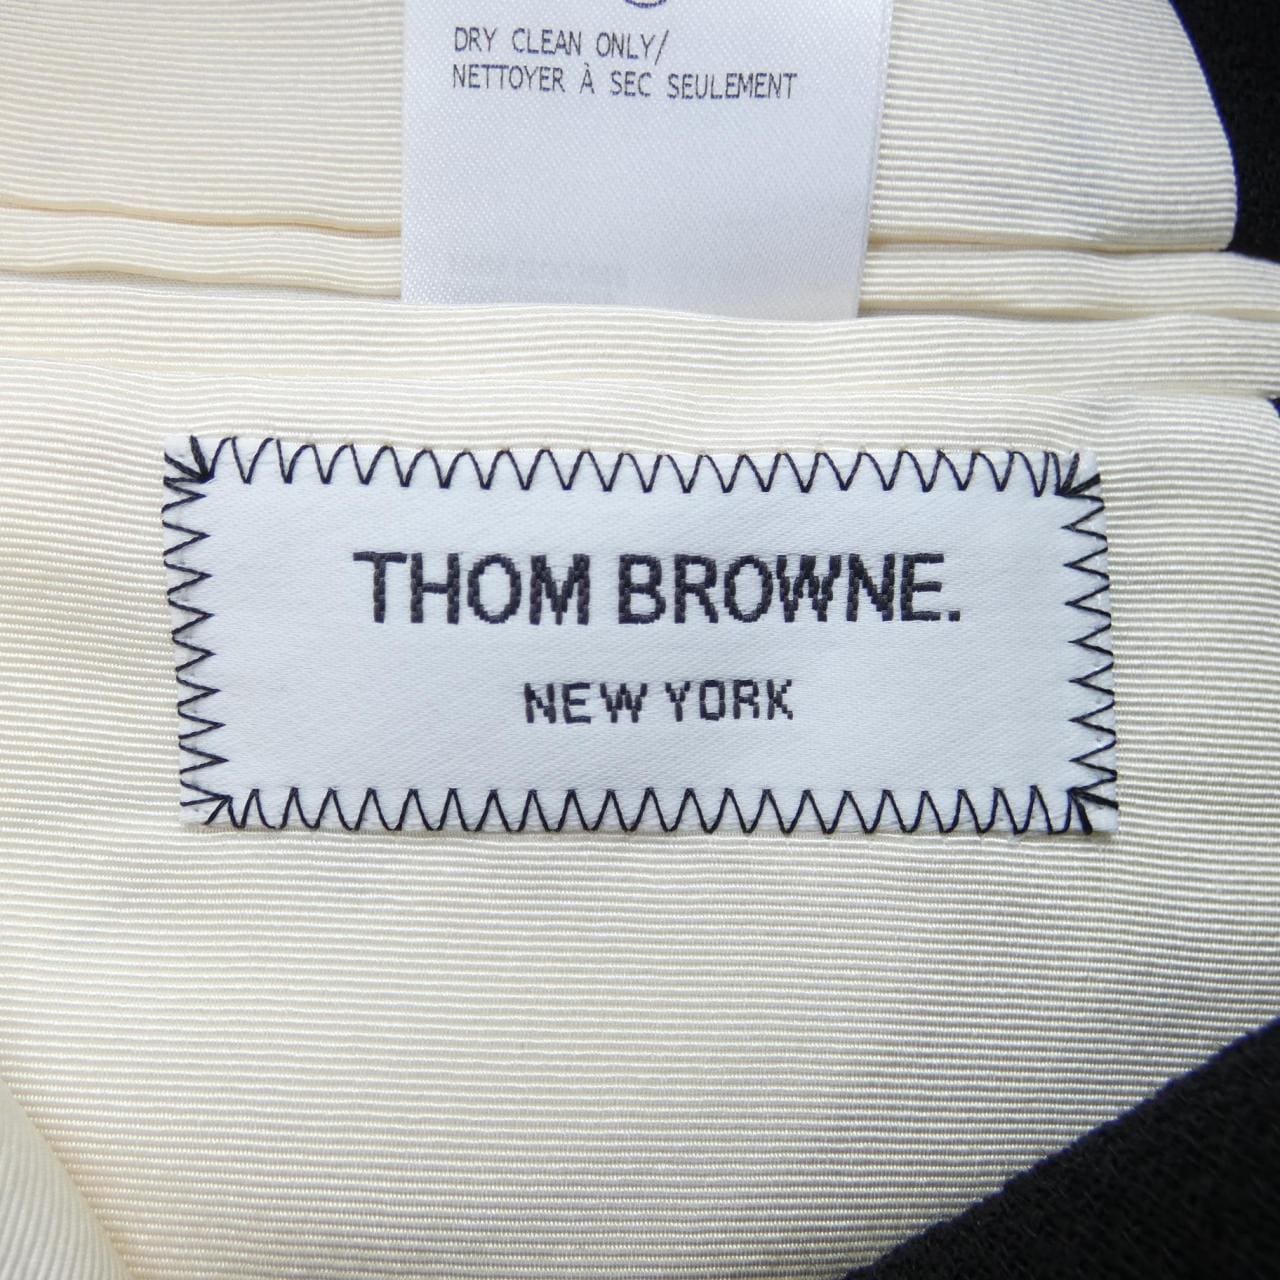 DRY CLEAN ONLY/
NETTOYER À SEC SEULEMENT
THOM BROWNE.
NEW YORK